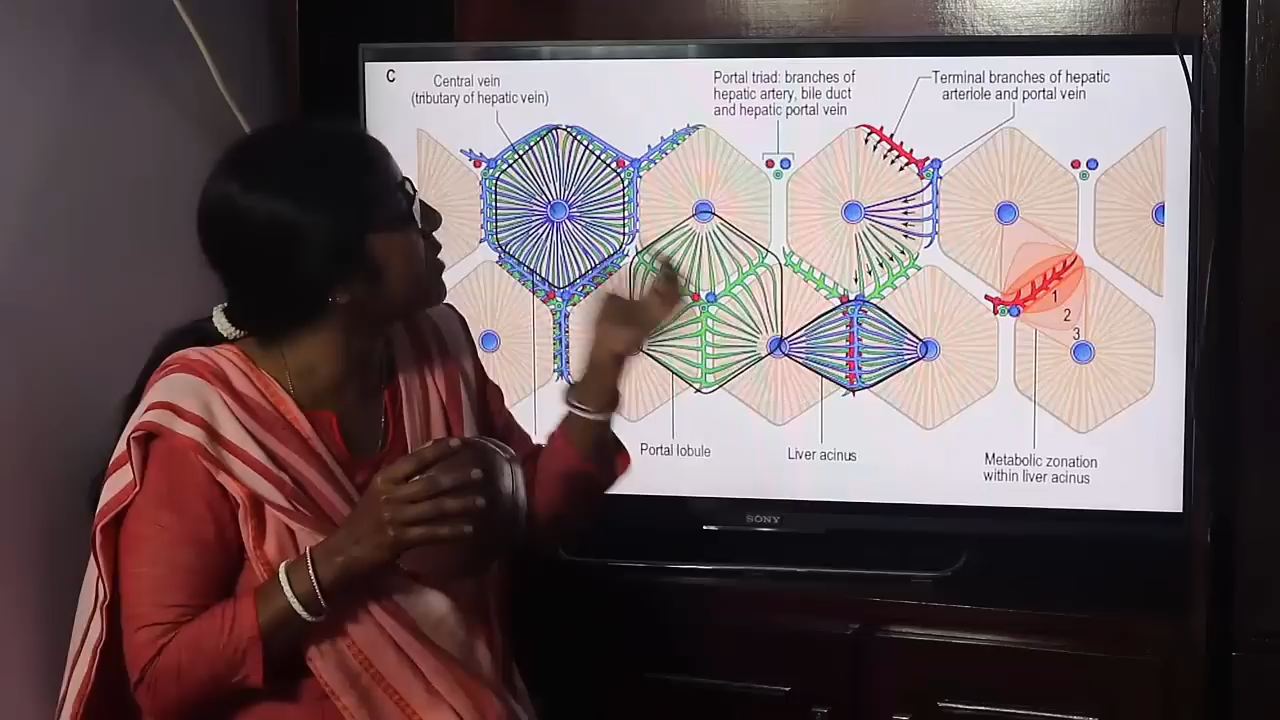 C
Central vein
(tributary of hepatic vein)
Portal triad: branches of
hepatic artery, bile duct
and hepatic portal vein
Terminal branches of hepatic
arteriole and portal vein
1
2
3
Portal lobule
Liver acinus
Metabolic zonation
within liver acinus
SONY